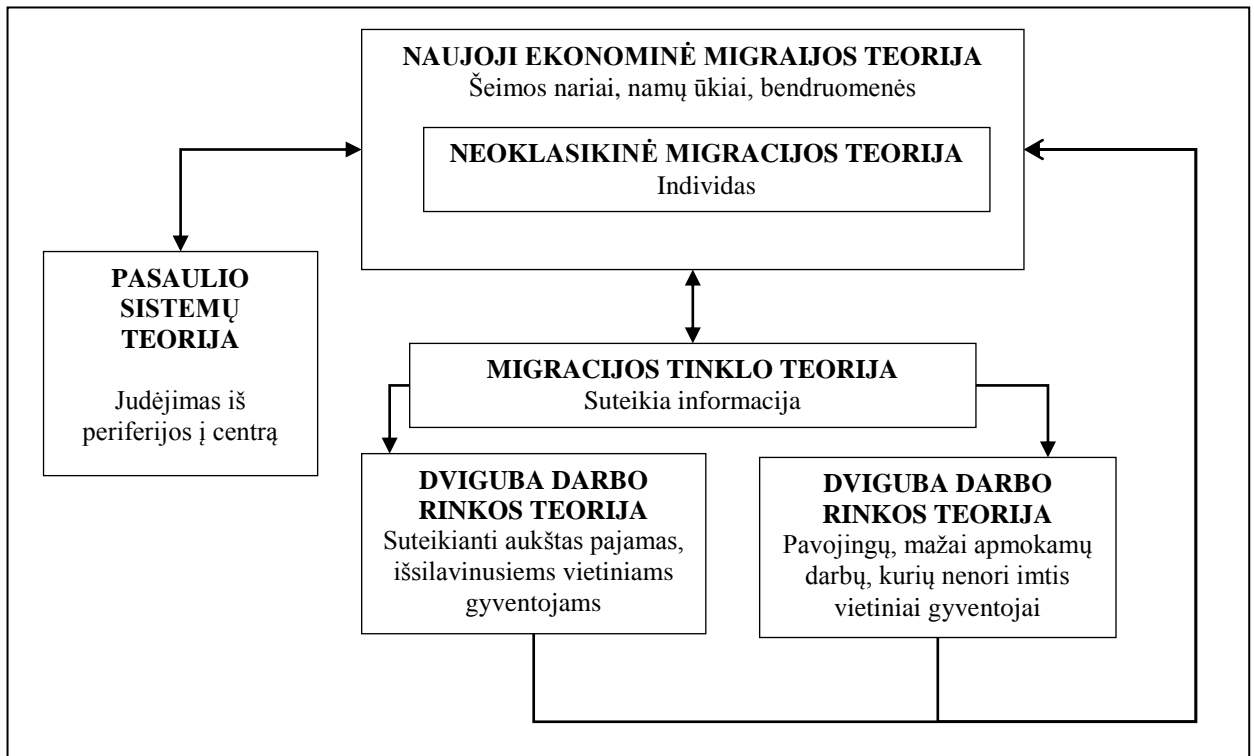 NAUJOJI EKONOMINĖ MIGRAIJOS TEORIJA
Šeimos nariai, namų ūkiai, bendruomenės
NEOKLASIKINĖ MIGRACIJOS TEORIJA
Individas
PASAULIO
SISTEMŲ
TEORIJA
Judėjimas iš
periferijos į centrą
MIGRACIJOS TINKLO TEORIJA
Suteikia informacija
DVIGUBA DARBO
RINKOS TEORIJA
Suteikianti aukštas pajamas,
išsilavinusiems vietiniams
gyventojams
DVIGUBA DARBO
RINKOS TEORIJA
Pavojingų, mažai apmokamų
darbų, kurių nenori imtis
vietiniai gyventojai